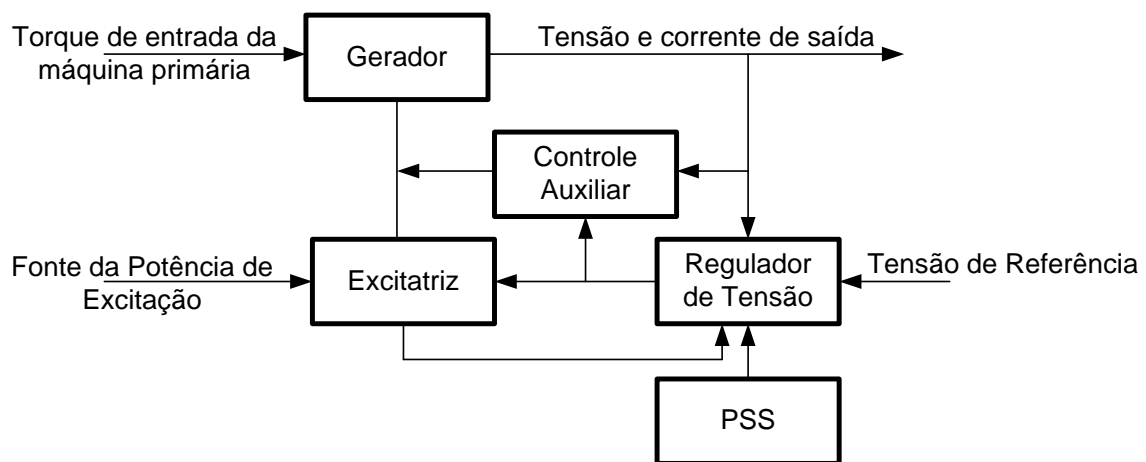 Torque de entrada da
máquina primária
Gerador
Tensão e corrente de saída
Controle
Auxiliar
Fonte da Potência de
Excitação
Excitatriz
Regulador
de Tensão
Tensão de Referência
PSS